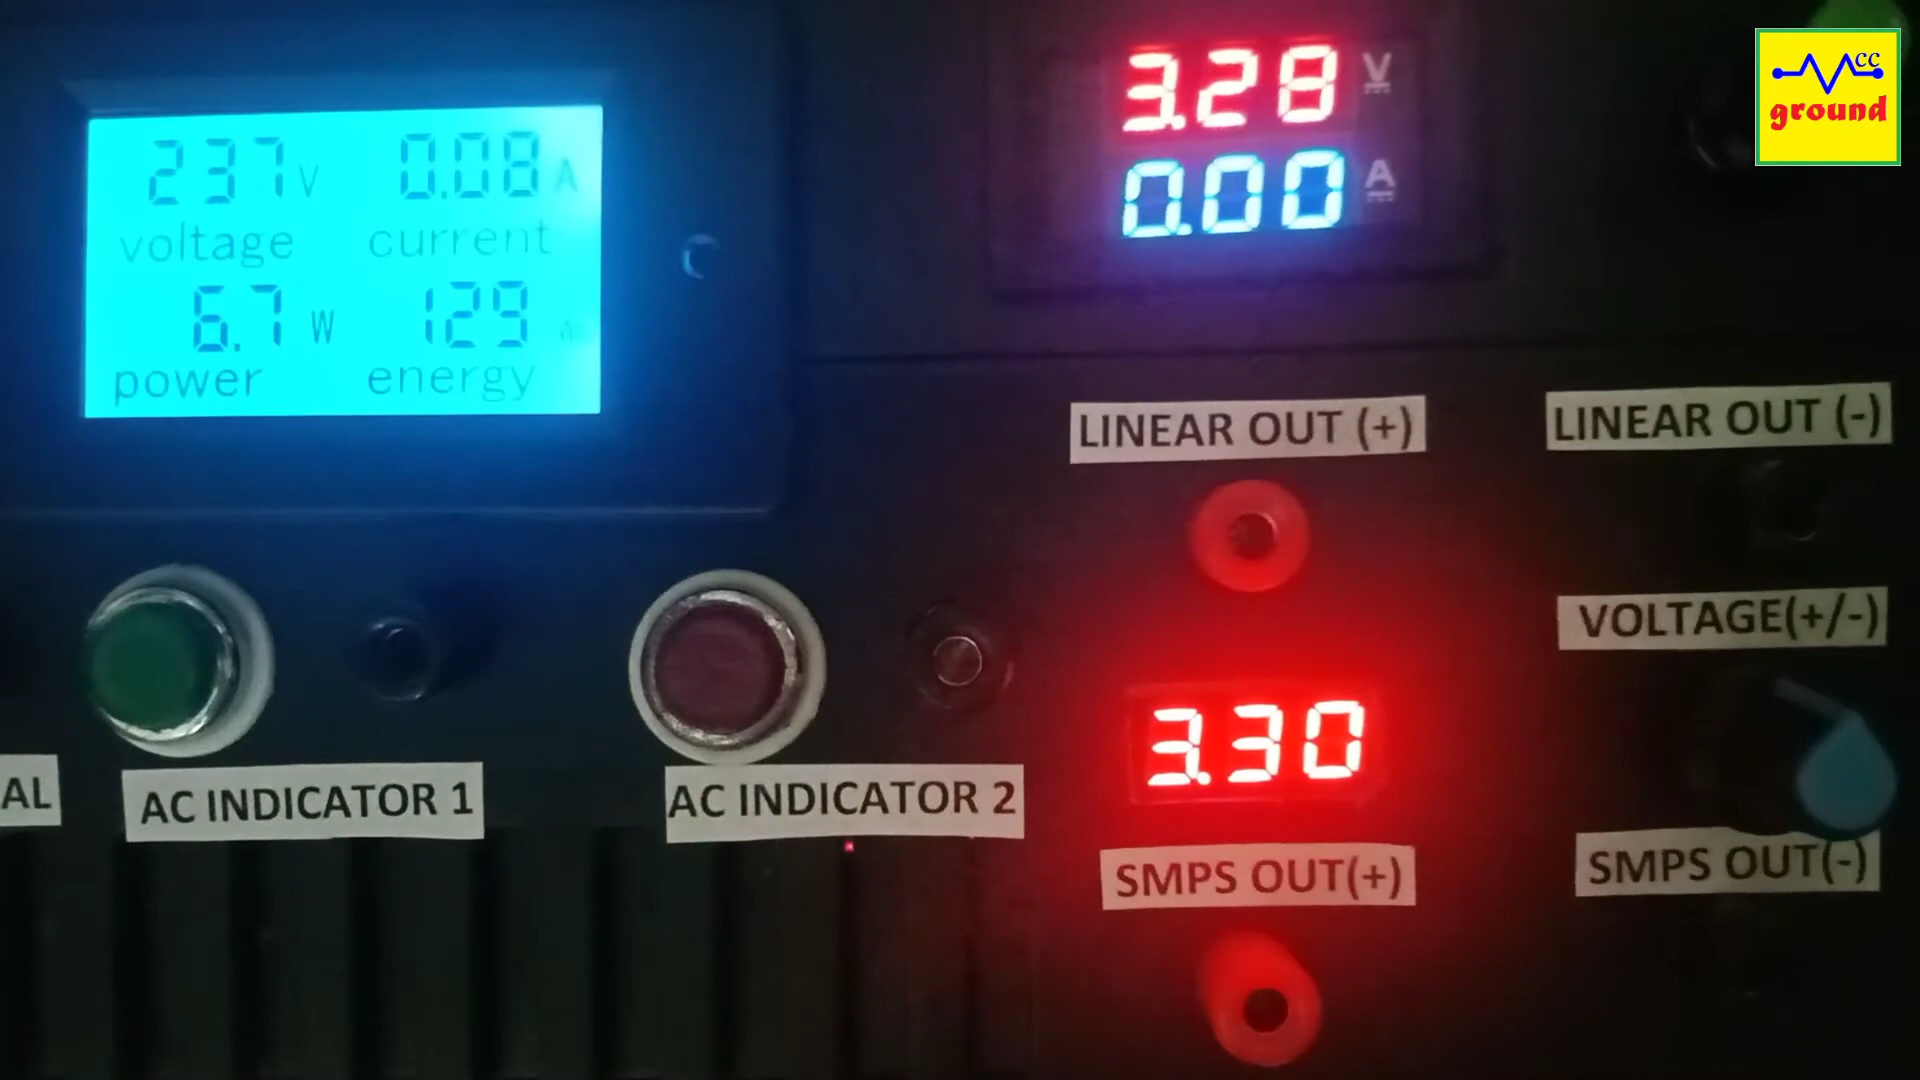 237 V 0.08 A
voltage current
6.7 W 129
power energy
3.28 V
0.00 A
cc
ground
LINEAR OUT (+)
LINEAR OUT (-)
VOLTAGE(+/-)
3.30
AL
AC INDICATOR 1
AC INDICATOR 2
SMPS OUT(+)
SMPS OUT(-)